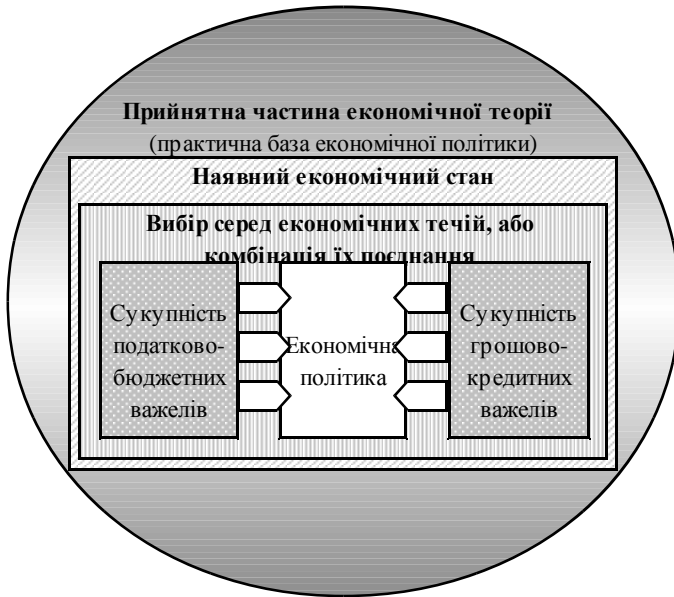 Прийнятна частина економічної теорії
(практична база економічної політики)
Наявний економічний стан
Вибір серед економічних течій, або
комбінація їх поєднання
Сукупність
податково-
бюджетних
важелів
Економічна
політика
Сукупність
грошово-
кредитних
важелів